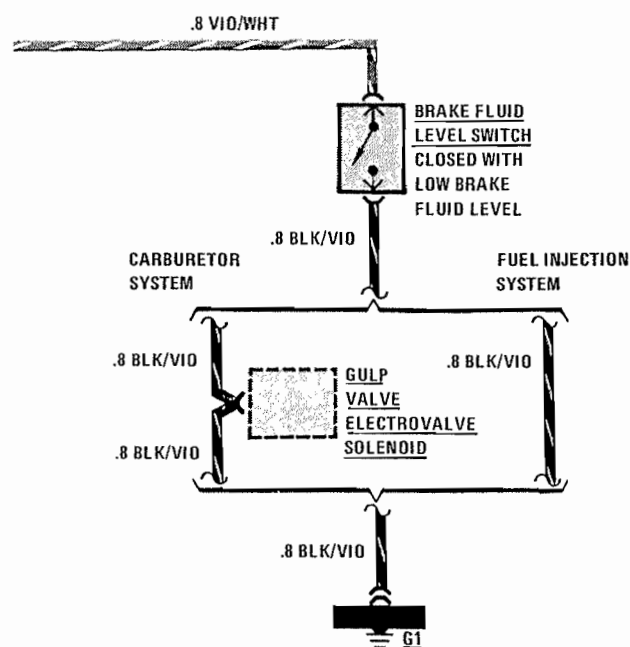 .8 VIO/WHT
BRAKE FLUID
LEVEL SWITCH
CLOSED WITH
LOW BRAKE
FLUID LEVEL
.8 BLK/VIO
CARBURETOR
SYSTEM
FUEL INJECTION
SYSTEM
.8 BLK/VIO
GULP
VALVE
ELECTROVALVE
SOLENOID
.8 BLK/VIO
.8 BLK/VIO
.8 BLK/VIO
G1